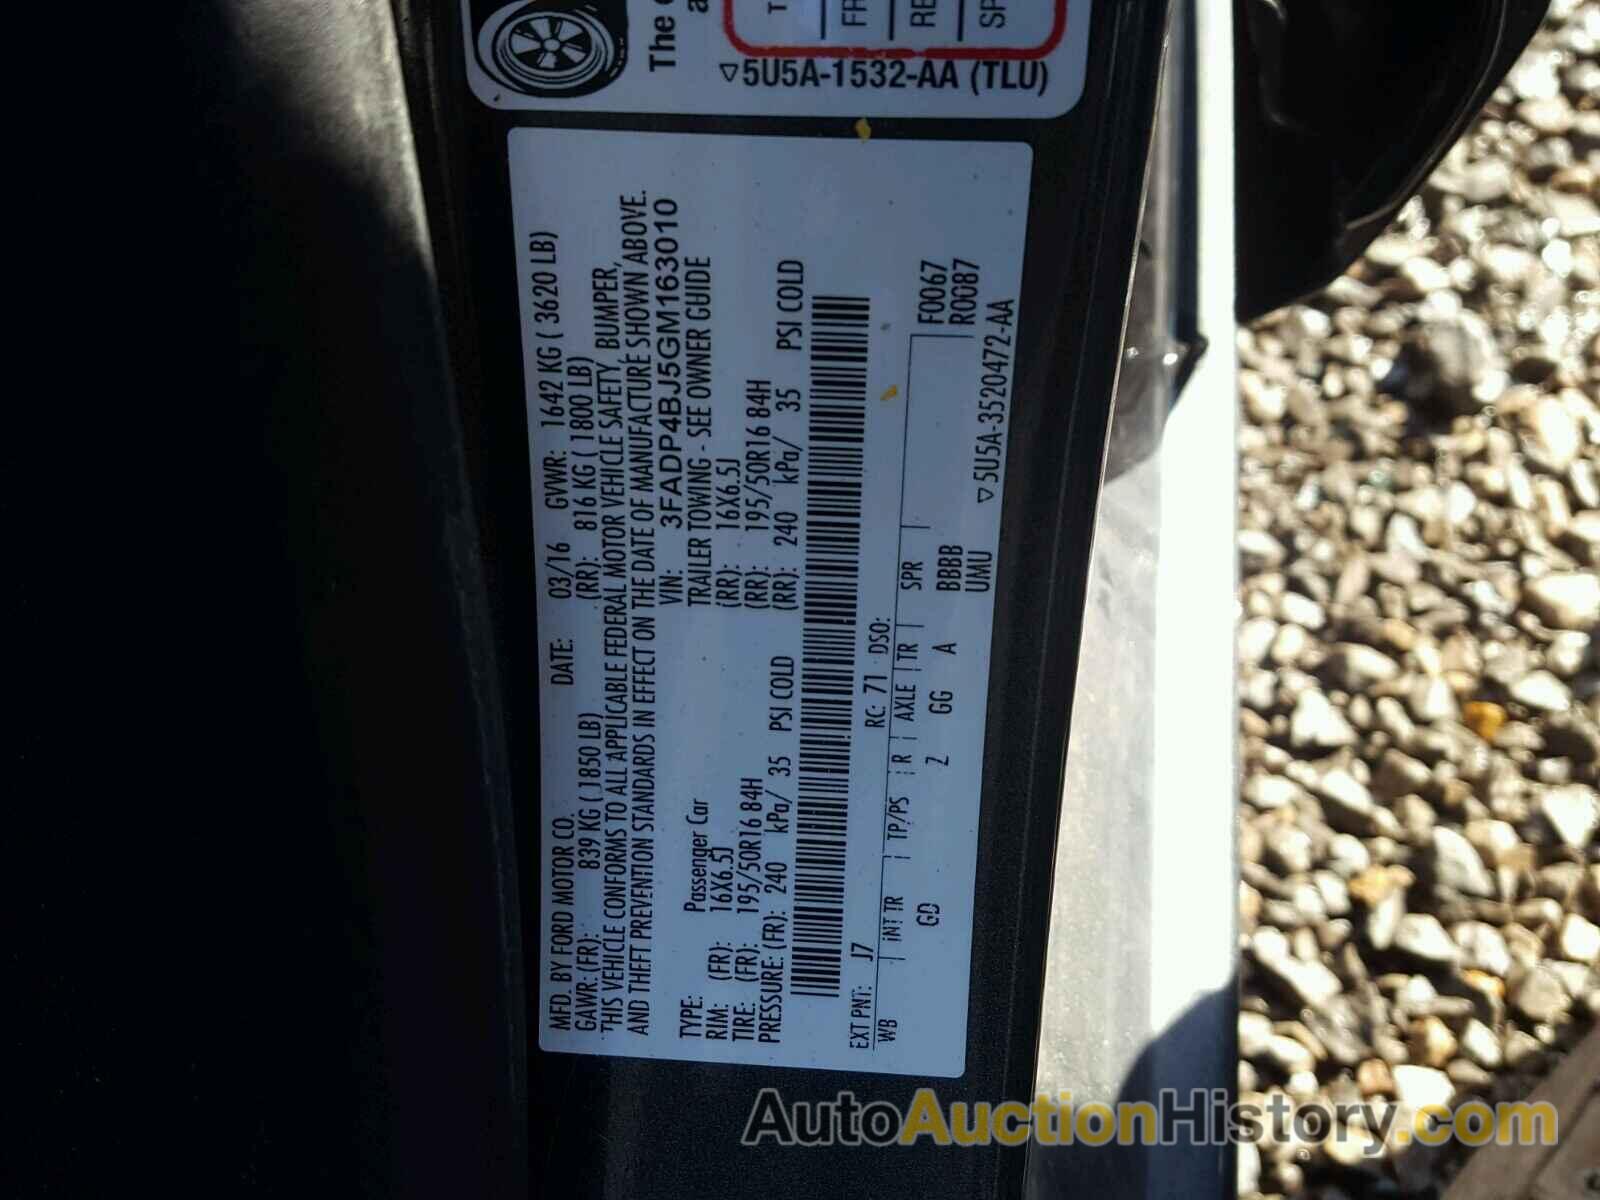 The
a
T
FR
RE
SP
▽5U5A-1532-AA (TLU)
MFD. BY FORD MOTOR CO. DATE: 03/16 GVWR: 1642 KG ( 3620 LB)
GAWR: (FR): 839 KG ( 1850 LB) (RR): 816 KG ( 1800 LB)
THIS VEHICLE CONFORMS TO ALL APPLICABLE FEDERAL MOTOR VEHICLE SAFETY, BUMPER,
AND THEFT PREVENTION STANDARDS IN EFFECT ON THE DATE OF MANUFACTURE SHOWN ABOVE.
VIN: 3FADP4BJ5GM163010
TYPE: Passenger Car TRAILER TOWING - SEE OWNER GUIDE
RIM: (FR): 16X6.5J (RR): 16X6.5J
TIRE: (FR): 195/50R16 84H (RR): 195/50R16 84H
PRESSURE: (FR): 240 kPa/ 35 PSI COLD (RR): 240 kPa/ 35 PSI COLD
EXT PNT: J7 RC: 71 DSO:
WB INT TR TP/PS R AXLE TR SPR F0067
GD Z GG A BBBB R0087
UMU
▽5U5A-3520472-AA
AutoAuctionHistory.com